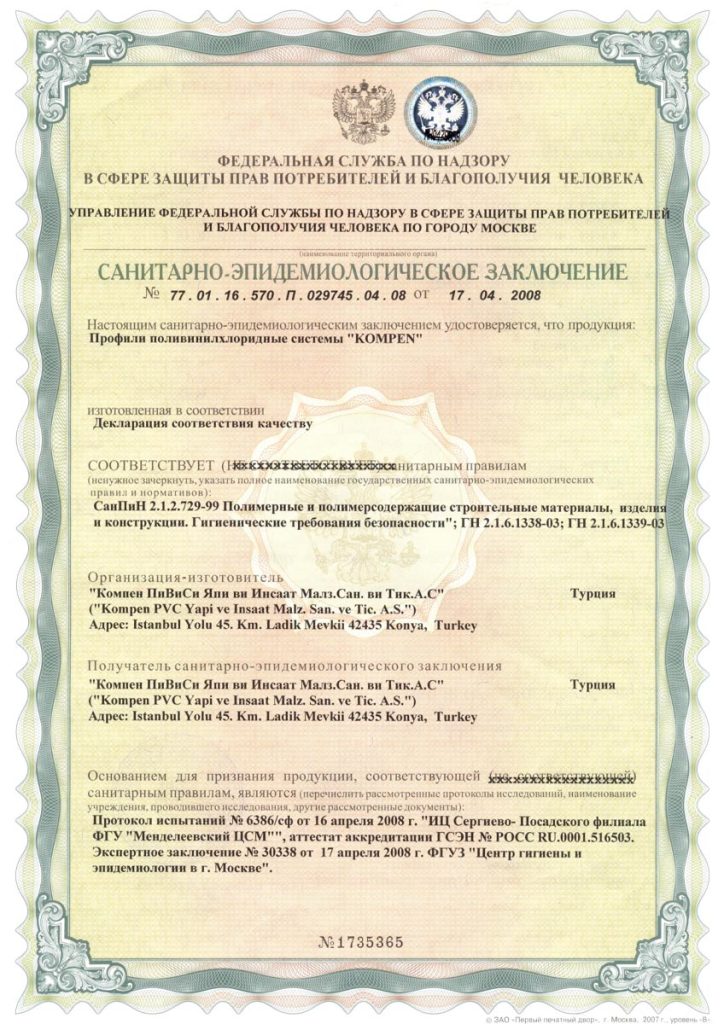 ФЕДЕРАЛЬНАЯ СЛУЖБА ПО НАДЗОРУ
В СФЕРЕ ЗАЩИТЫ ПРАВ ПОТРЕБИТЕЛЕЙ И БЛАГОПОЛУЧИЯ ЧЕЛОВЕКА
УПРАВЛЕНИЕ ФЕДЕРАЛЬНОЙ СЛУЖБЫ ПО НАДЗОРУ В СФЕРЕ ЗАЩИТЫ ПРАВ ПОТРЕБИТЕЛЕЙ
И БЛАГОПОЛУЧИЯ ЧЕЛОВЕКА ПО ГОРОДУ МОСКВЕ
(наименование территориального органа)
САНИТАРНО-ЭПИДЕМИОЛОГИЧЕСКОЕ ЗАКЛЮЧЕНИЕ
№ 77.01.16.570.П.029745.04.08 от 17.04.2008
Настоящим санитарно-эпидемиологическим заключением удостоверяется, что продукция:
Профили поливинилхлоридные системы "KOMPEN"
изготовленная в соответствии
Декларация соответствия качеству
СООТВЕТСТВУЕТ (НЕ СООТВЕТСТВУЕТ) санитарным правилам
(ненужное зачеркнуть, указать полное наименование государственных санитарно-эпидемиологических
правил и нормативов):
СанПиН 2.1.2.729-99 Полимерные и полимерсодержащие строительные материалы, изделия
и конструкции. Гигиенические требования безопасности"; ГН 2.1.6.1338-03; ГН 2.1.6.1339-03
Организация-изготовитель
"Компен ПиВиСи Япи ви Инсаат Малз.Сан. ви Тик.А.С" Турция
("Kompen PVC Yapi ve Insaat Malz. San. ve Tic. A.S.")
Адрес: Istanbul Yolu 45. Km. Ladik Mevkii 42435 Konya, Turkey
Получатель санитарно-эпидемиологического заключения
"Компен ПиВиСи Япи ви Инсаат Малз.Сан. ви Тик.А.С" Турция
("Kompen PVC Yapi ve Insaat Malz. San. ve Tic. A.S.")
Адрес: Istanbul Yolu 45. Km. Ladik Mevkii 42435 Konya, Turkey
Основанием для признания продукции, соответствующей (не соответствующей)
санитарным правилам, являются (перечислить рассмотренные протоколы исследований, наименование
учреждения, проводившего исследования, другие рассмотренные документы):
Протокол испытаний № 6386/сф от 16 апреля 2008 г. "ИЦ Сергиево- Посадского филиала
ФГУ "Менделеевский ЦСМ"", аттестат аккредитации ГСЭН № РОСС RU.0001.516503.
Экспертное заключение № 30338 от 17 апреля 2008 г. ФГУЗ "Центр гигиены и
эпидемиологии в г. Москве".
№1735365
© ЗАО «Первый печатный двор», г. Москва, 2007 г., уровень «В»